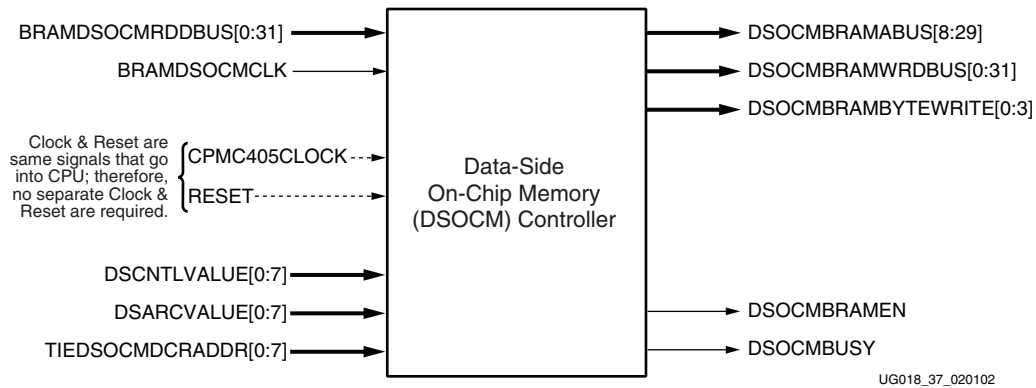 BRAMDSOCMRDDBUS[0:31]
BRAMDSOCMCLK
Clock & Reset are
same signals that go
into CPU; therefore,
no separate Clock &
Reset are required.
CPMC405CLOCK
RESET
DSCNTLVALUE[0:7]
DSARCVALUE[0:7]
TIEDSOCMDCRADDR[0:7]
Data-Side
On-Chip Memory
(DSOCM) Controller
DSOCMBRAMABUS[8:29]
DSOCMBRAMWRDBUS[0:31]
DSOCMBRAMBYTEWRITE[0:3]
DSOCMBRAMEN
DSOCMBUSY
UG018_37_020102